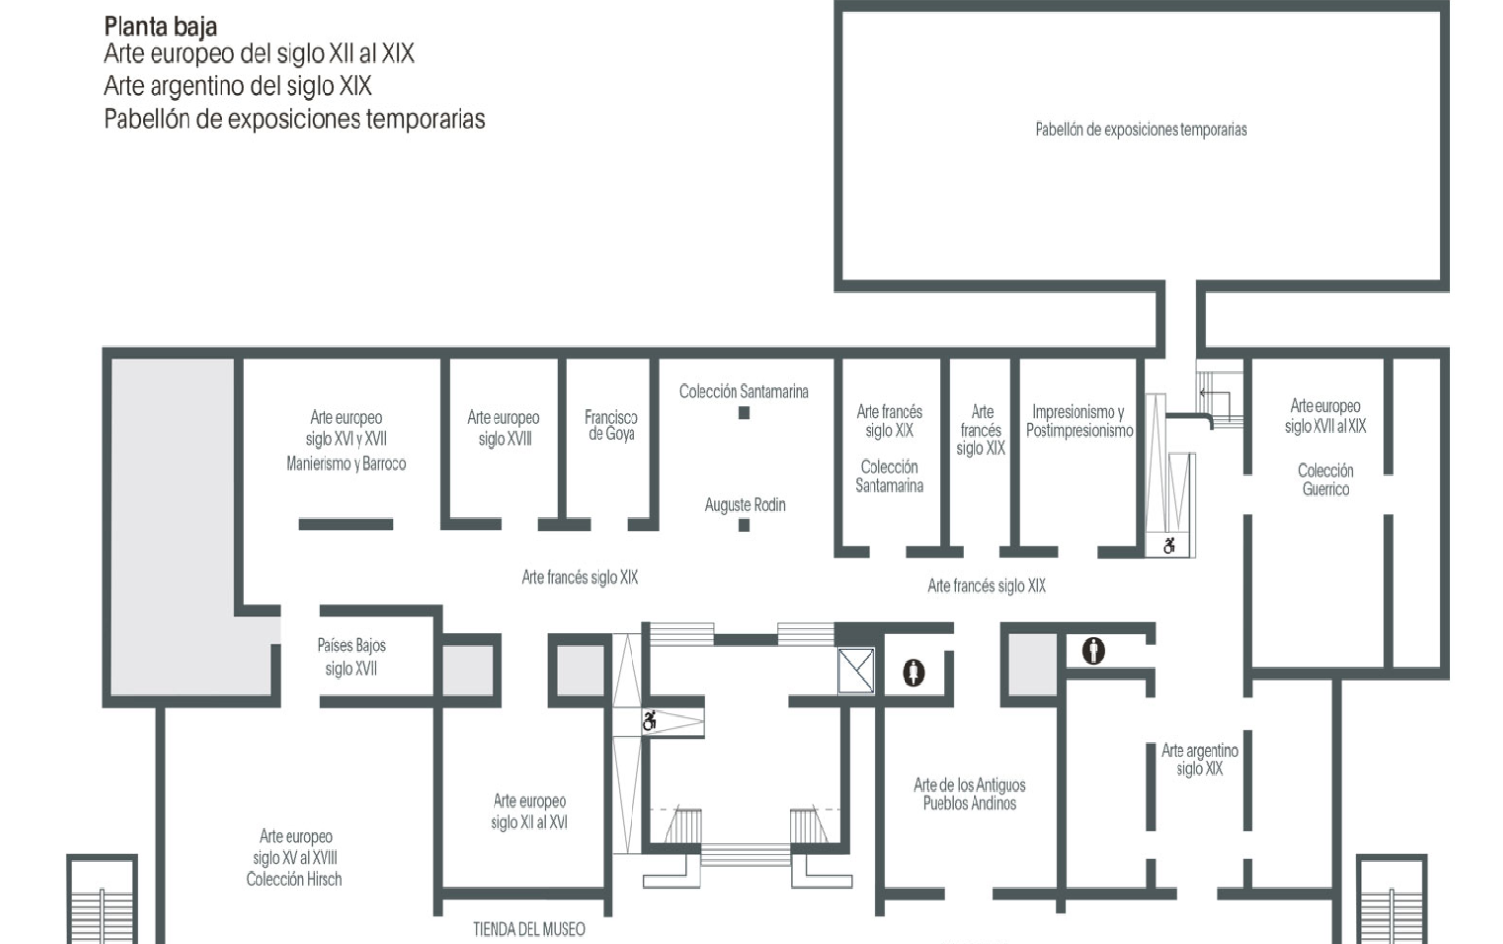 Planta baja
Arte europeo del siglo XII al XIX
Arte argentino del siglo XIX
Pabellón de exposiciones temporarias
Pabellón de exposiciones temporarias
Arte europeo
siglo XVI y XVII
Manierismo y Barroco
Arte europeo
siglo XVIII
Francisco
de Goya
Colección Santamarina
Auguste Rodin
Arte francés
siglo XIX
Colección
Santamarina
Arte
francés
siglo XIX
Impresionismo y
Postimpresionismo
Arte europeo
siglo XVII al XIX
Colección
Guerrico
Arte francés siglo XIX
Arte francés siglo XIX
Países Bajos
siglo XVII
Arte europeo
siglo XV al XVIII
Colección Hirsch
Arte europeo
siglo XII al XVI
Arte de los Antiguos
Pueblos Andinos
Arte argentino
siglo XIX
TIENDA DEL MUSEO